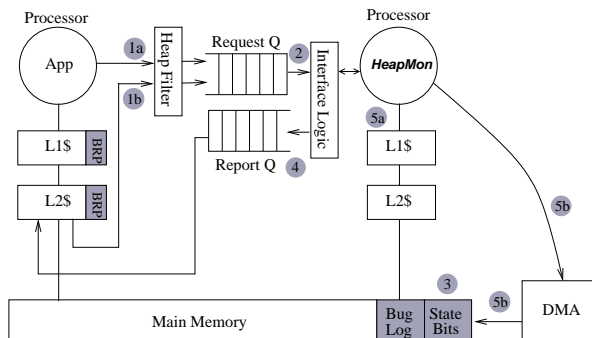 Processor
Processor
App
1a
1b
Heap Filter
Request Q
2
Interface Logic
HeapMon
L1$
BRP
L2$
BRP
Report Q
4
5a
L1$
L2$
5b
3
5b
DMA
Main Memory
Bug
Log
State
Bits